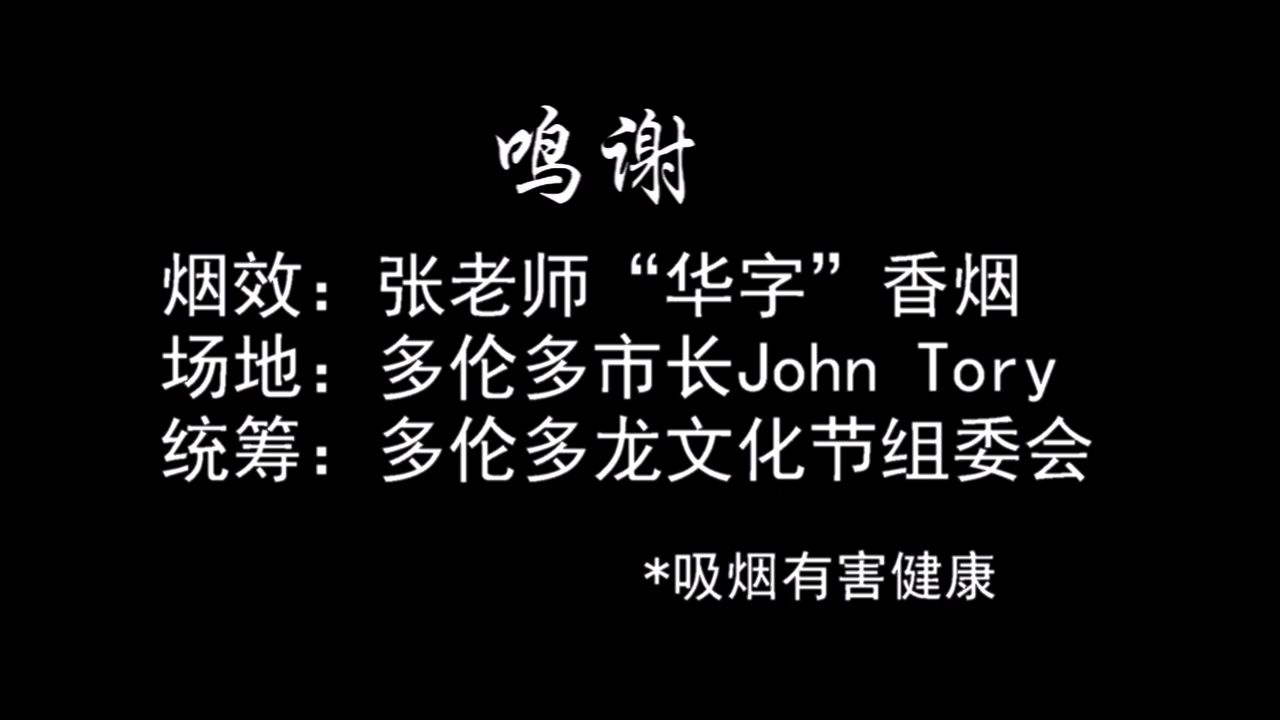 鸣谢
烟效：张老师“华字”香烟
场地：多伦多市长John Tory
统筹：多伦多龙文化节组委会
*吸烟有害健康